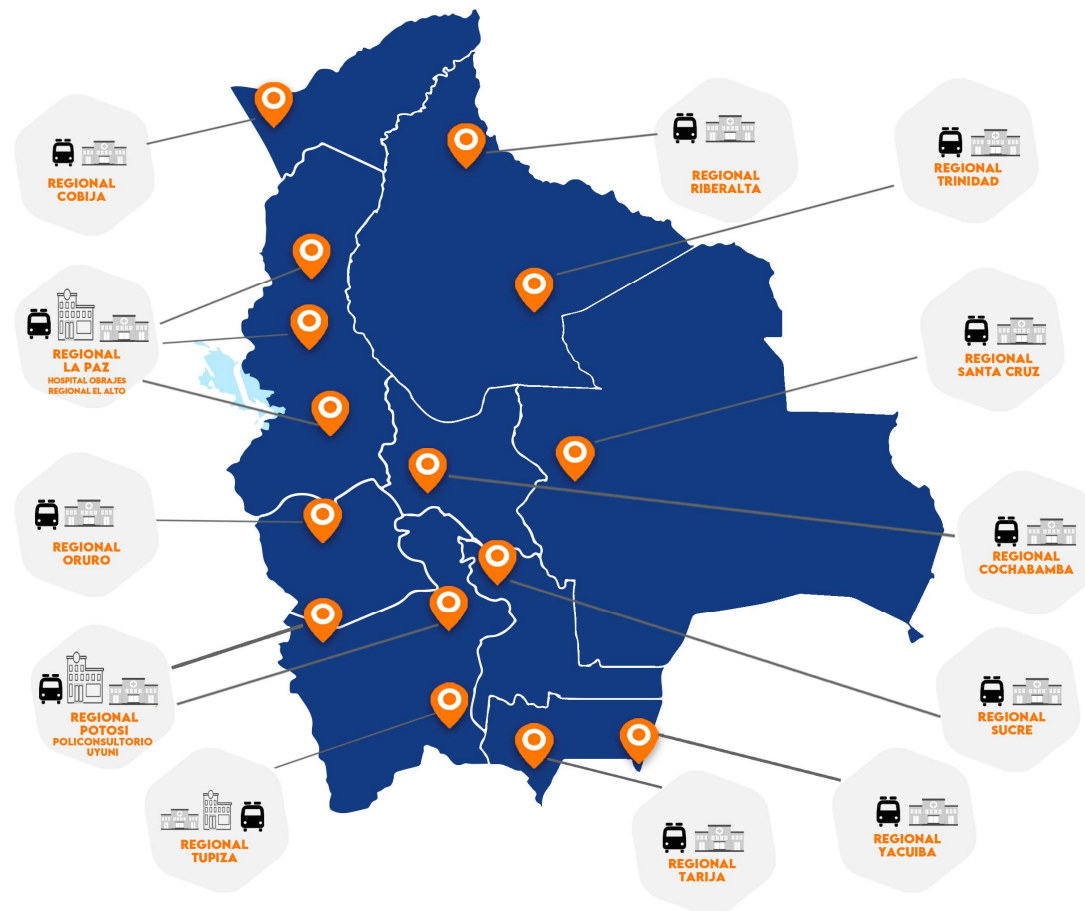 REGIONAL
COBIJA
REGIONAL
RIBERALTA
REGIONAL
TRINIDAD
REGIONAL
LA PAZ
HOSPITAL OBRAJES
REGIONAL EL ALTO
REGIONAL
SANTA CRUZ
REGIONAL
ORURO
REGIONAL
COCHABAMBA
REGIONAL
POTOSI
POLICONSULTORIO
UYUNI
REGIONAL
SUCRE
REGIONAL
TUPIZA
REGIONAL
TARIJA
REGIONAL
YACUIBA